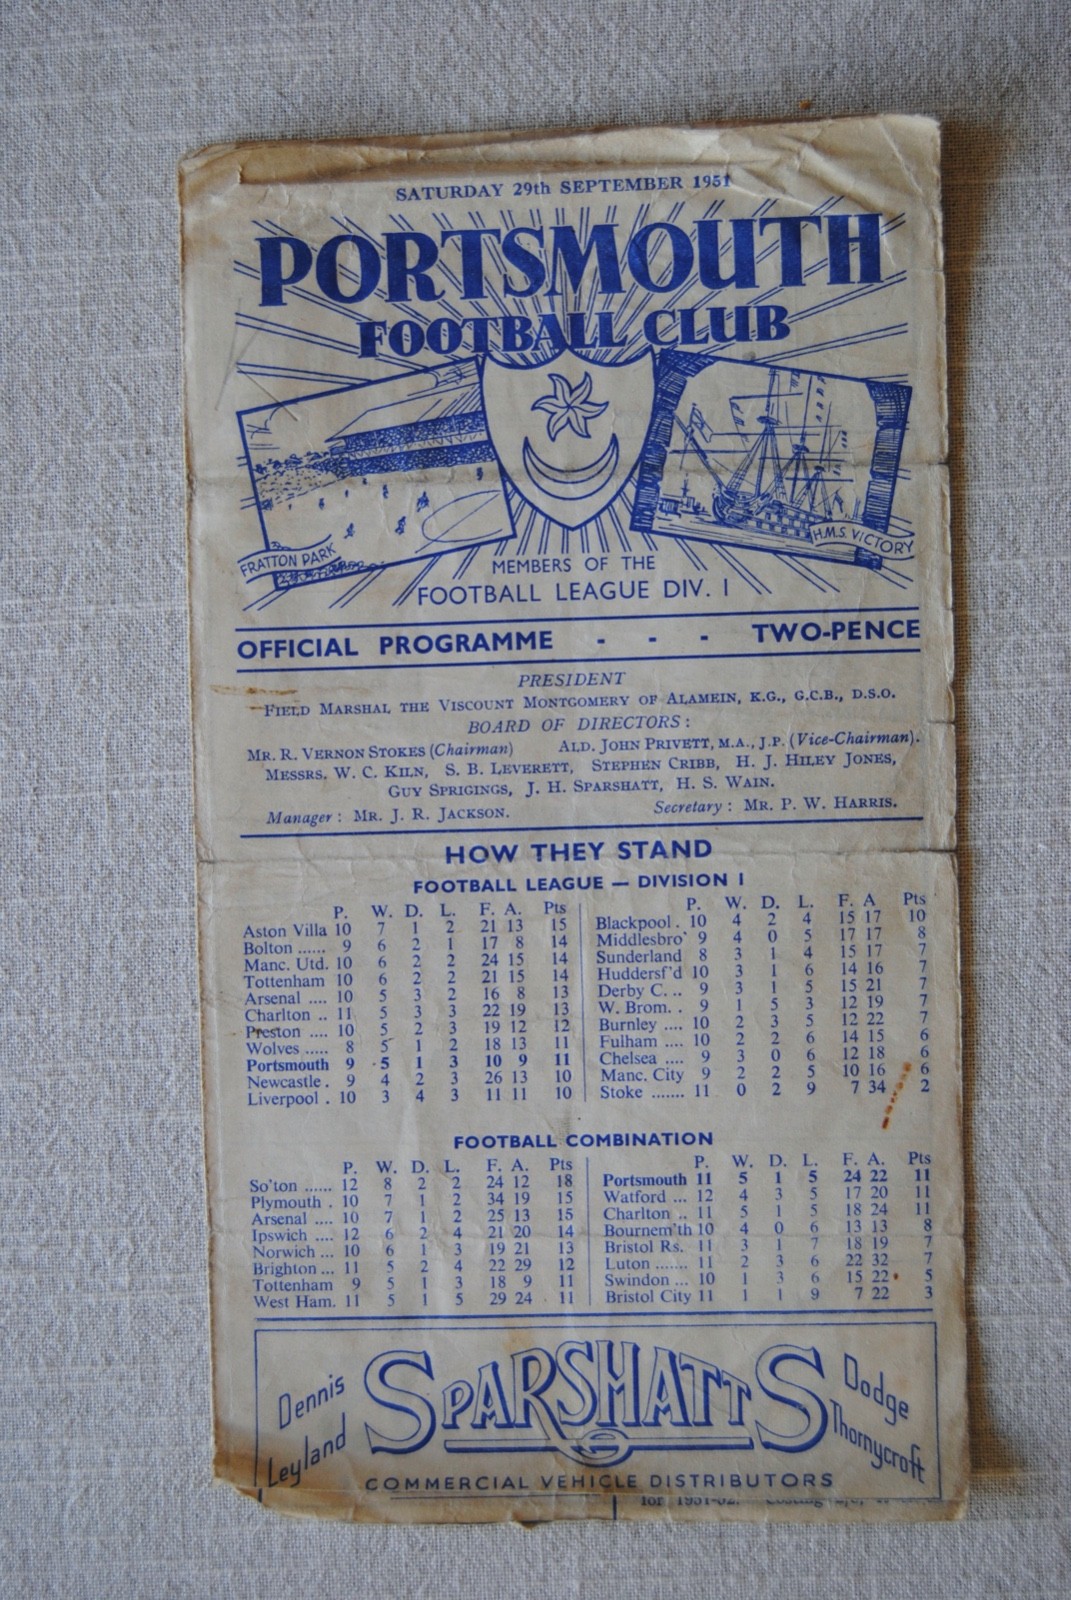 SATURDAY 29th SEPTEMBER 1951
PORTSMOUTH
FOOTBALL CLUB
FRATTON PARK
H.M.S. VICTORY
MEMBERS OF THE
FOOTBALL LEAGUE DIV. I
OFFICIAL PROGRAMME - - - TWO-PENCE
PRESIDENT
FIELD MARSHAL THE VISCOUNT MONTGOMERY OF ALAMEIN, K.G., G.C.B., D.S.O.
BOARD OF DIRECTORS:
MR. R. VERNON STOKES (Chairman) ALD. JOHN PRIVETT, M.A., J.P. (Vice-Chairman).
MESSRS. W. C. KILN, S. B. LEVERETT, STEPHEN CRIBB, H. J. HILEY JONES,
GUY SPRIGINGS, J. H. SPARSHATT, H. S. WAIN.
Manager: MR. J. R. JACKSON. Secretary: MR. P. W. HARRIS.
HOW THEY STAND
FOOTBALL LEAGUE — DIVISION I
P. W. D. L. F. A. Pts
Aston Villa 10 7 1 2 21 13 15
Bolton ...... 9 6 2 1 17 8 14
Manc. Utd. 10 6 2 2 24 15 14
Tottenham 10 6 2 2 21 15 14
Arsenal .... 10 5 3 2 16 8 13
Charlton .. 11 5 3 3 22 19 13
Preston .... 10 5 2 3 19 12 12
Wolves ..... 8 5 1 2 18 13 11
Portsmouth 9 5 1 3 10 9 11
Newcastle . 9 4 2 3 26 13 10
Liverpool . 10 3 4 3 11 11 10
P. W. D. L. F. A Pts
Blackpool . 10 4 2 4 15 17 10
Middlesbro' 9 4 0 5 17 17 8
Sunderland 8 3 1 4 15 17 7
Huddersf'd 10 3 1 6 14 16 7
Derby C. .. 9 3 1 5 15 21 7
W. Brom. . 9 1 5 3 12 19 7
Burnley .... 10 2 3 5 12 22 7
Fulham .... 10 2 2 6 14 15 6
Chelsea .... 9 3 0 6 12 18 6
Manc. City 9 2 2 5 10 16 6
Stoke ....... 11 0 2 9 7 34 2
FOOTBALL COMBINATION
P. W. D. L. F. A. Pts
So'ton ...... 12 8 2 2 24 12 18
Plymouth . 10 7 1 2 34 19 15
Arsenal .... 10 7 1 2 25 13 15
Ipswich .... 12 6 2 4 21 20 14
Norwich ... 10 6 1 3 19 21 13
Brighton ... 11 5 2 4 22 29 12
Tottenham 9 5 1 3 18 9 11
West Ham. 11 5 1 5 29 24 11
P. W. D. L. F. A. Pts
Portsmouth 11 5 1 5 24 22 11
Watford ... 12 4 3 5 17 20 11
Charlton .. 11 5 1 5 18 24 11
Bournem'th 10 4 0 6 13 13 8
Bristol Rs. 11 3 1 7 18 19 7
Luton ....... 11 2 3 6 22 32 7
Swindon ... 10 1 3 6 15 22 5
Bristol City 11 1 1 9 7 22 3
Dennis
Leyland
SPARSHATTS
Dodge
Thornycroft
COMMERCIAL VEHICLE DISTRIBUTORS
for 1951-52.